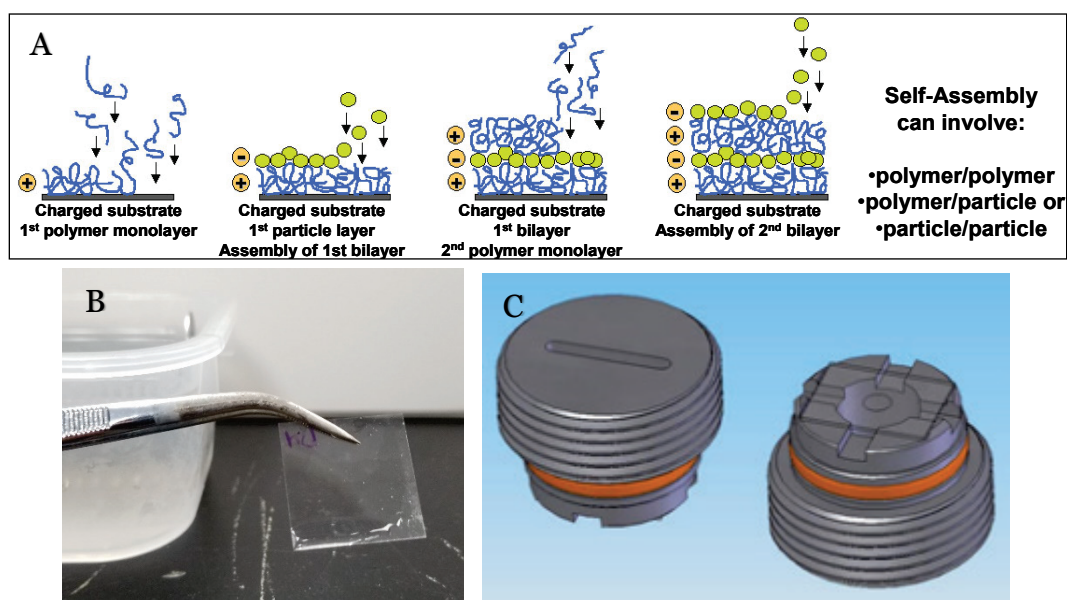 A
+
Charged substrate
1st polymer monolayer
-
+
Charged substrate
1st particle layer
Assembly of 1st bilayer
+
-
+
Charged substrate
1st bilayer
2nd polymer monolayer
-
+
-
+
Charged substrate
Assembly of 2nd bilayer
Self-Assembly
can involve:
•polymer/polymer
•polymer/particle or
•particle/particle
B
C